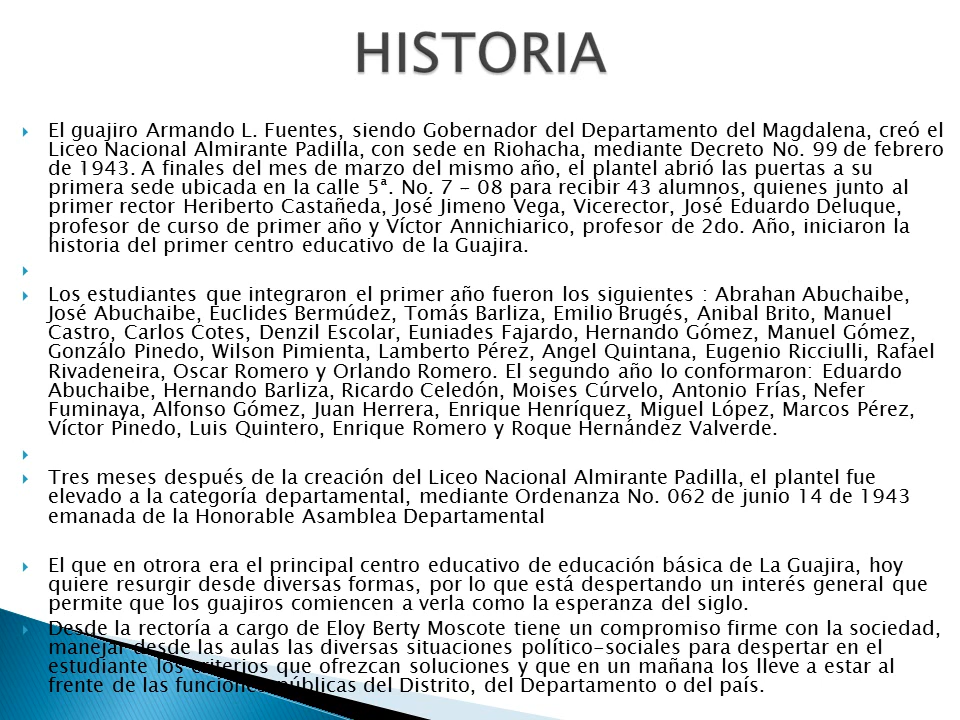 HISTORIA
El guajiro Armando L. Fuentes, siendo Gobernador del Departamento del Magdalena, creó el
Liceo Nacional Almirante Padilla, con sede en Riohacha, mediante Decreto No. 99 de febrero
de 1943. A finales del mes de marzo del mismo año, el plantel abrió las puertas a su
primera sede ubicada en la calle 5ª. No. 7 - 08 para recibir 43 alumnos, quienes junto al
primer rector Heriberto Castañeda, José Jimeno Vega, Vicerector, José Eduardo Deluque,
profesor de curso de primer año y Víctor Annichiarico, profesor de 2do. Año, iniciaron la
historia del primer centro educativo de la Guajira.
Los estudiantes que integraron el primer año fueron los siguientes : Abrahan Abuchaibe,
José Abuchaibe, Euclides Bermúdez, Tomás Barliza, Emilio Brugés, Anibal Brito, Manuel
Castro, Carlos Cotes, Denzil Escolar, Euniades Fajardo, Hernando Gómez, Manuel Gómez,
Gonzálo Pinedo, Wilson Pimienta, Lamberto Pérez, Angel Quintana, Eugenio Ricciulli, Rafael
Rivadeneira, Oscar Romero y Orlando Romero. El segundo año lo conformaron: Eduardo
Abuchaibe, Hernando Barliza, Ricardo Celedón, Moises Cúrvelo, Antonio Frías, Nefer
Fuminaya, Alfonso Gómez, Juan Herrera, Enrique Henríquez, Miguel López, Marcos Pérez,
Víctor Pinedo, Luis Quintero, Enrique Romero y Roque Hernández Valverde.
Tres meses después de la creación del Liceo Nacional Almirante Padilla, el plantel fue
elevado a la categoría departamental, mediante Ordenanza No. 062 de junio 14 de 1943
emanada de la Honorable Asamblea Departamental
El que en otrora era el principal centro educativo de educación básica de La Guajira, hoy
quiere resurgir desde diversas formas, por lo que está despertando un interés general que
permite que los guajiros comiencen a verla como la esperanza del siglo.
Desde la rectoría a cargo de Eloy Berty Moscote tiene un compromiso firme con la sociedad,
manejar desde las aulas las diversas situaciones político-sociales para despertar en el
estudiante los criterios que ofrezcan soluciones y que en un mañana los lleve a estar al
frente de las funciones públicas del Distrito, del Departamento o del país.